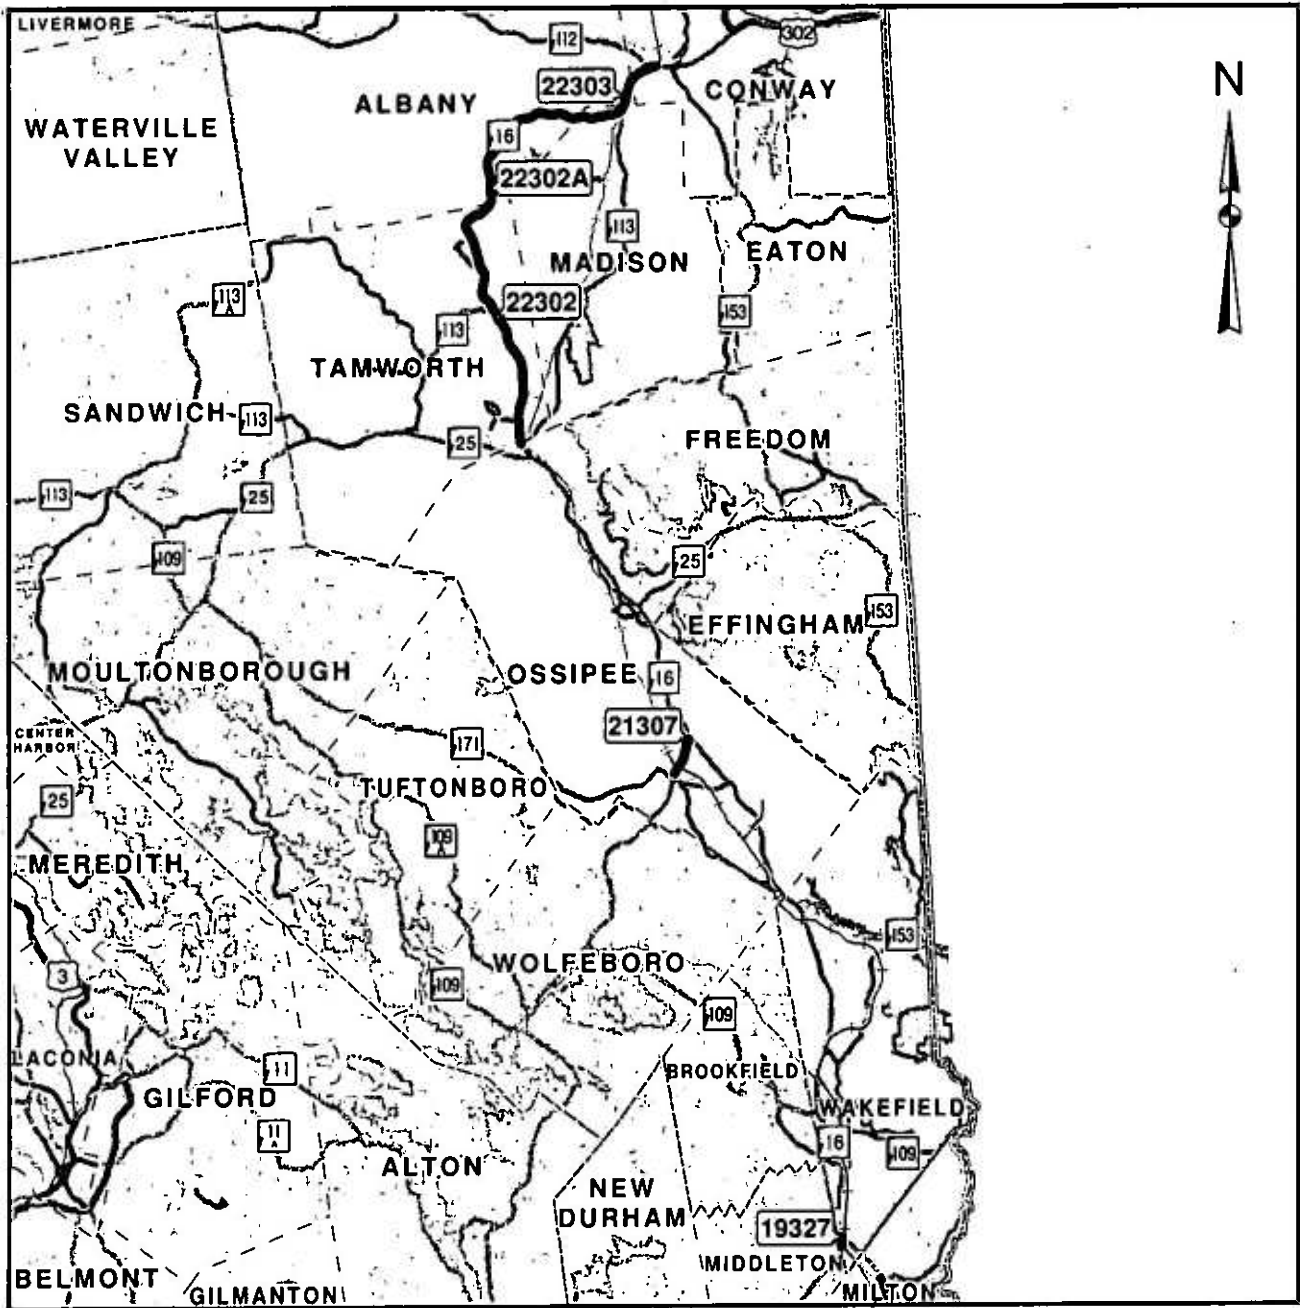 LIVERMORE
302
112
22303
CONWAY
N
ALBANY
WATERVILLE
VALLEY
16
22302A
113
MADISON
EATON
113
A
22302
153
113
TAMWORTH
SANDWICH
113
25
FREEDOM
113
25
109
25
153
EFFINGHAM
MOULTONBOROUGH
OSSIPEE
16
21307
CENTER
HARBOR
171
TUFTONBORO
25
109
A
MEREDITH
153
WOLFEBORO
3
109
109
LACONIA
11
BROOKFIELD
GILFORD
WAKEFIELD
11
A
16
109
ALTON
NEW
DURHAM
19327
MIDDLETON
BELMONT
GILMANTON
MILTON